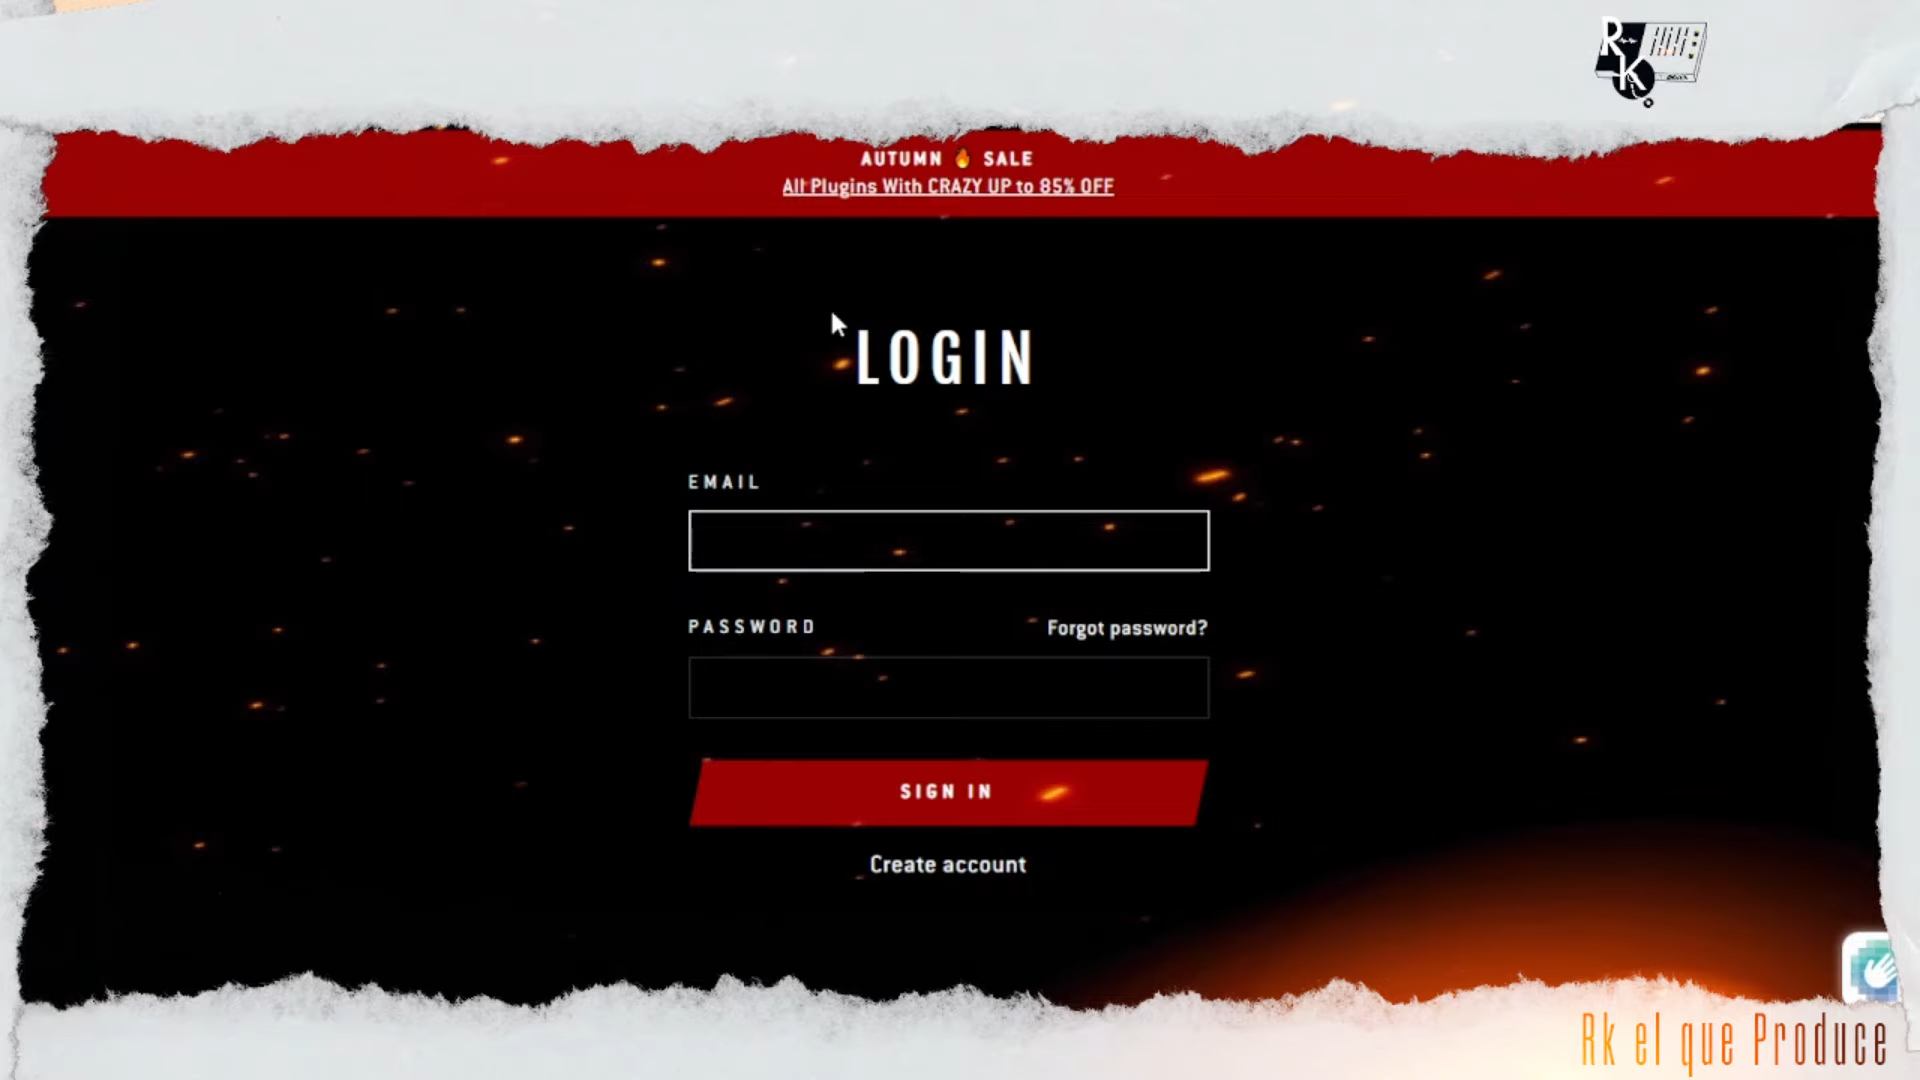 RK
AUTUMN 🔥 SALE
All Plugins With CRAZY UP to 85% OFF
LOGIN
EMAIL
PASSWORD
Forgot password?
SIGN IN
Create account
Rk el que Produce